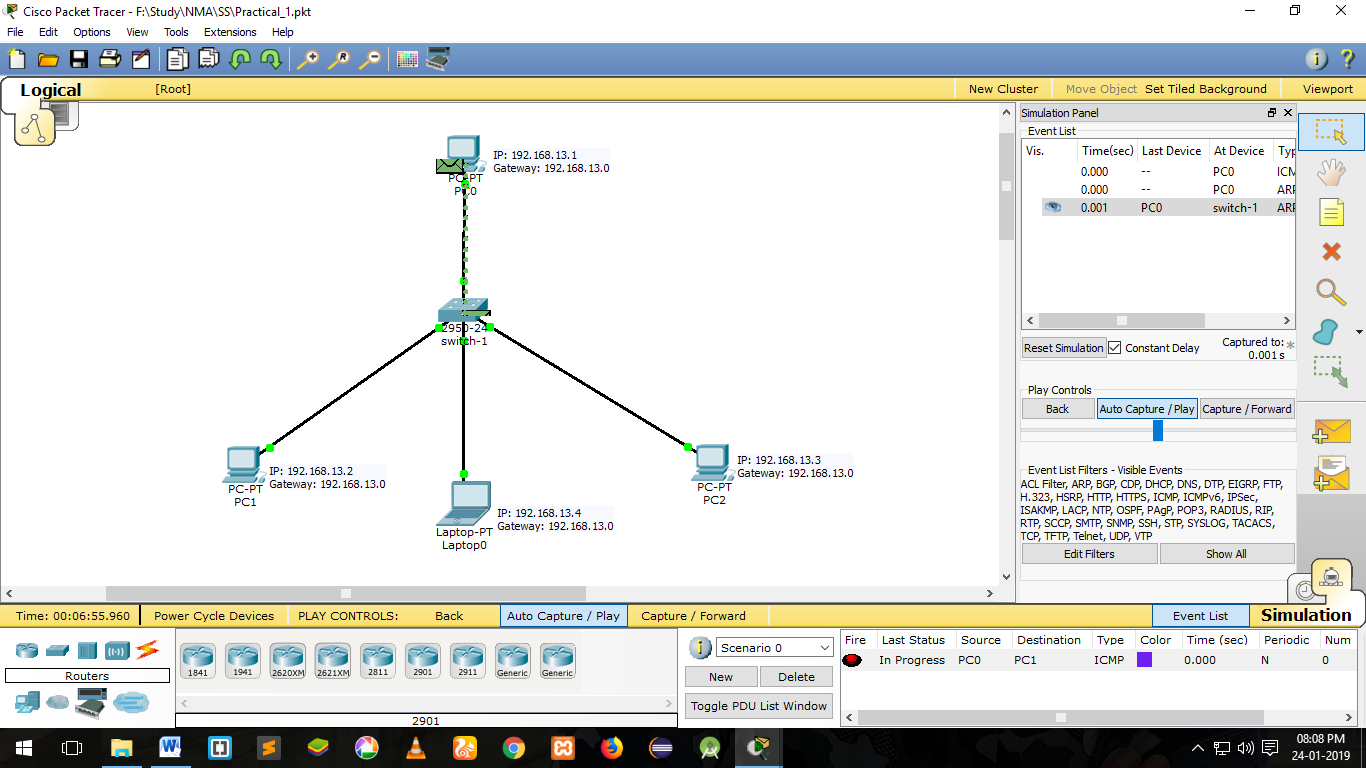 Cisco Packet Tracer - F:\Study\NMA\SS\Practical_1.pkt
File Edit Options View Tools Extensions Help
Logical [Root] New Cluster Move Object Set Tiled Background Viewport
IP: 192.168.13.1
Gateway: 192.168.13.0
PC-PT
PC0
2950-24
switch-1
IP: 192.168.13.2
Gateway: 192.168.13.0
PC-PT
PC1
IP: 192.168.13.4
Gateway: 192.168.13.0
Laptop-PT
Laptop0
IP: 192.168.13.3
Gateway: 192.168.13.0
PC-PT
PC2
Simulation Panel
Event List
Vis. Time(sec) Last Device At Device Typ
0.000 -- PC0 ICM
0.000 -- PC0 ARP
0.001 PC0 switch-1 ARP
Reset Simulation Constant Delay Captured to: *
0.001 s
Play Controls
Back Auto Capture / Play Capture / Forward
Event List Filters - Visible Events
ACL Filter, ARP, BGP, CDP, DHCP, DNS, DTP, EIGRP, FTP,
H.323, HSRP, HTTP, HTTPS, ICMP, ICMPv6, IPSec,
ISAKMP, LACP, NTP, OSPF, PAgP, POP3, RADIUS, RIP,
RTP, SCCP, SMTP, SNMP, SSH, STP, SYSLOG, TACACS,
TCP, TFTP, Telnet, UDP, VTP
Edit Filters Show All
Time: 00:06:55.960 Power Cycle Devices PLAY CONTROLS: Back Auto Capture / Play Capture / Forward Event List Simulation
Routers
1841 1941 2620XM 2621XM 2811 2901 2911 Generic Generic
2901
Scenario 0
New Delete
Toggle PDU List Window
Fire Last Status Source Destination Type Color Time (sec) Periodic Num
In Progress PC0 PC1 ICMP 0.000 N 0
08:08 PM
24-01-2019